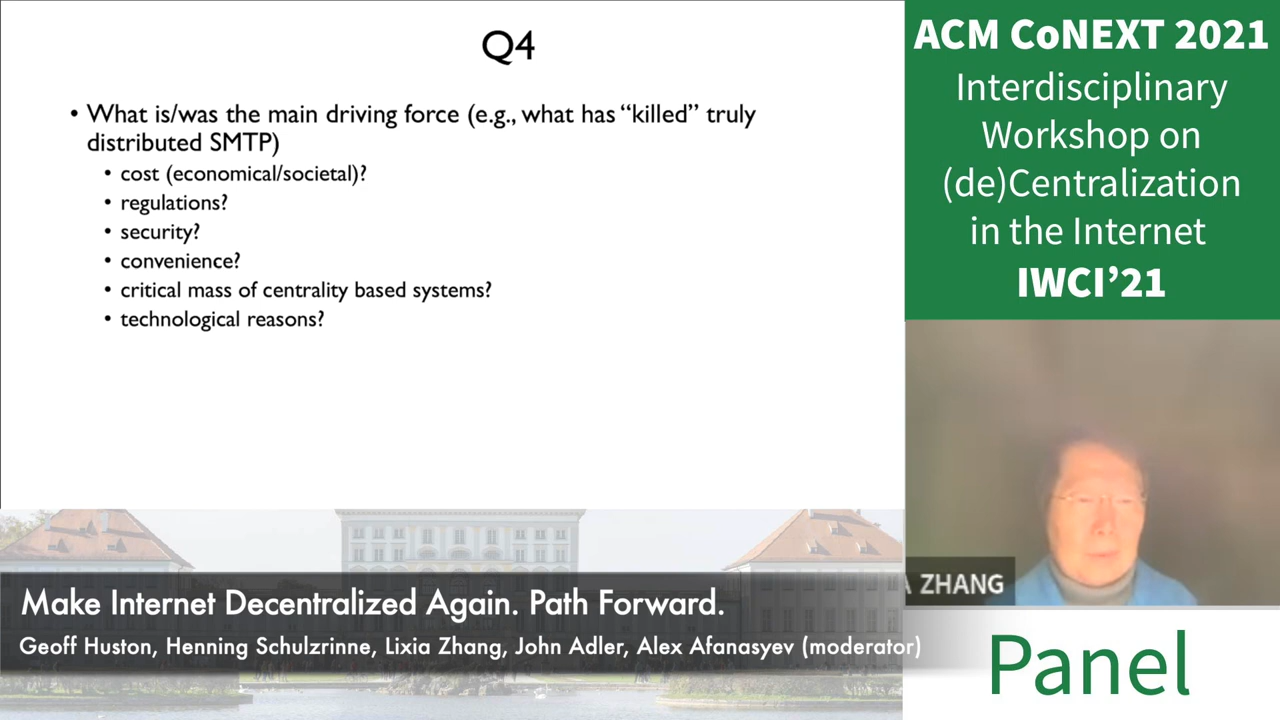 Q4
• What is/was the main driving force (e.g., what has “killed” truly
distributed SMTP)
• cost (economical/societal)?
• regulations?
• security?
• convenience?
• critical mass of centrality based systems?
• technological reasons?
Make Internet Decentralized Again. Path Forward.
Geoff Huston, Henning Schulzrinne, Lixia Zhang, John Adler, Alex Afanasyev (moderator)
ACM CoNEXT 2021
Interdisciplinary
Workshop on
(de)Centralization
in the Internet
IWCI’21
A ZHANG
Panel